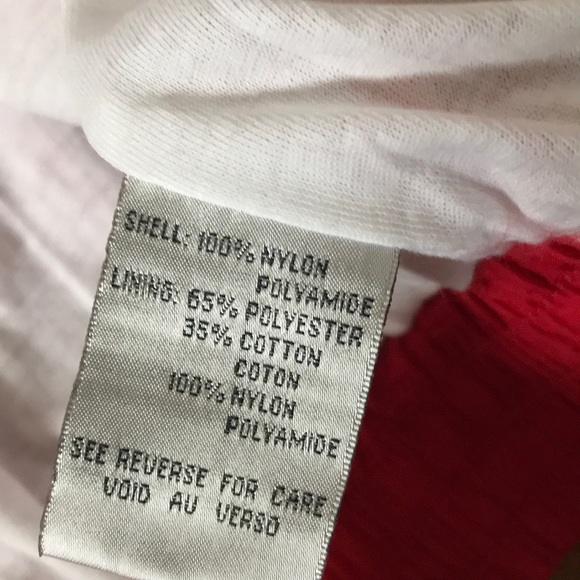 SHELL: 100% NYLON
POLYAMIDE
LINING: 65% POLYESTER
35% COTTON
COTON
100% NYLON
POLYAMIDE
SEE REVERSE FOR CARE
VOID AU VERSO